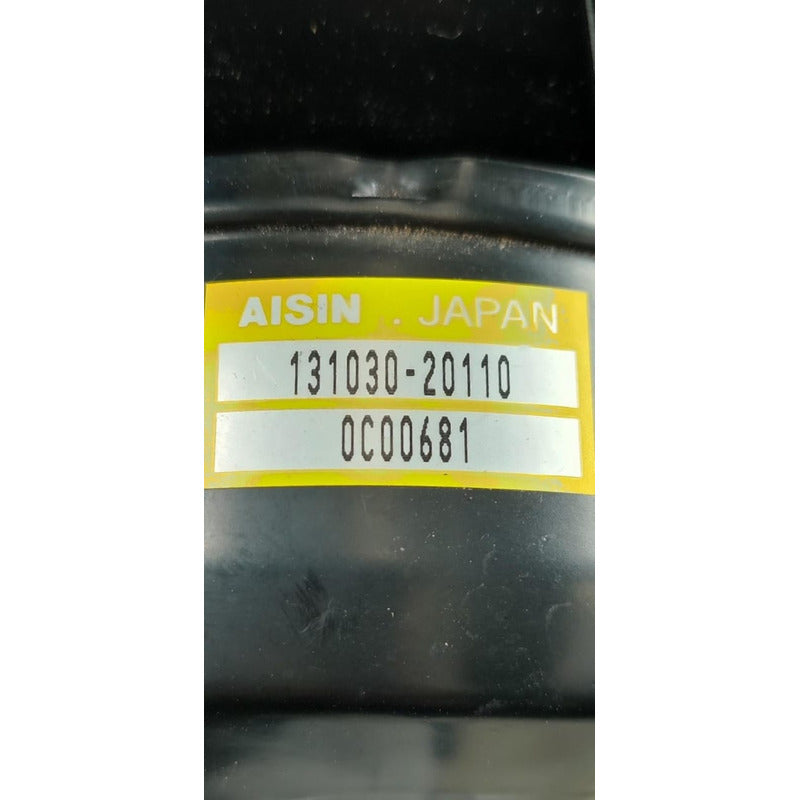 AISIN . JAPAN
131030-20110
0C00681